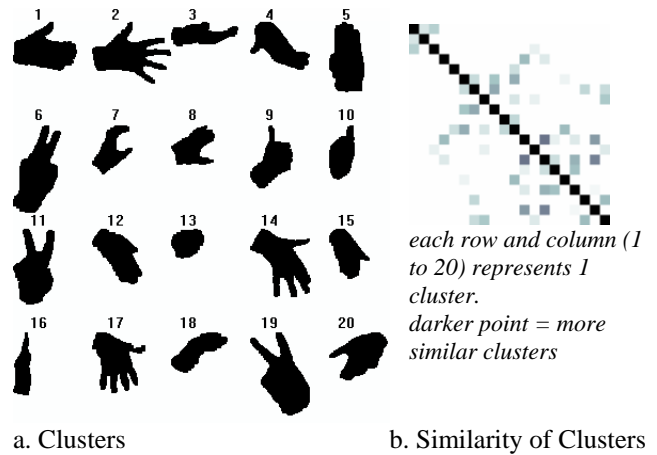 1 2 3 4 5
6 7 8 9 10
11 12 13 14 15
16 17 18 19 20
each row and column (1
to 20) represents 1
cluster.
darker point = more
similar clusters
a. Clusters
b. Similarity of Clusters